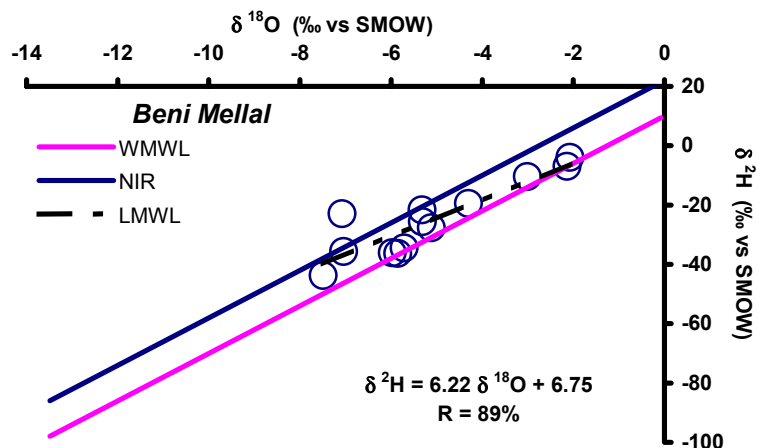 δ ¹⁸O (‰ vs SMOW)
-14 -12 -10 -8 -6 -4 -2 0
Beni Mellal
WMWL
NIR
LMWL
20
0
-20
-40
-60
-80
-100
δ ²H (‰ vs SMOW)
δ ²H = 6.22 δ ¹⁸O + 6.75
R = 89%